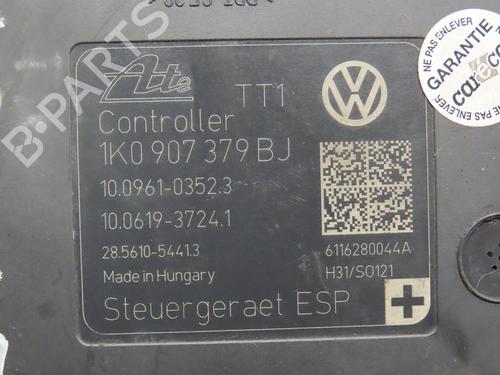 Ate
TT1
Controller
1K0 907 379 BJ
10.0961-0352.3
10.0619-3724.1
28.5610-5441.3
6116280044A
Made in Hungary
H31/SO121
Steuergeraet ESP
NE PAS ENLEVER
GARANTIE
B-PARTS